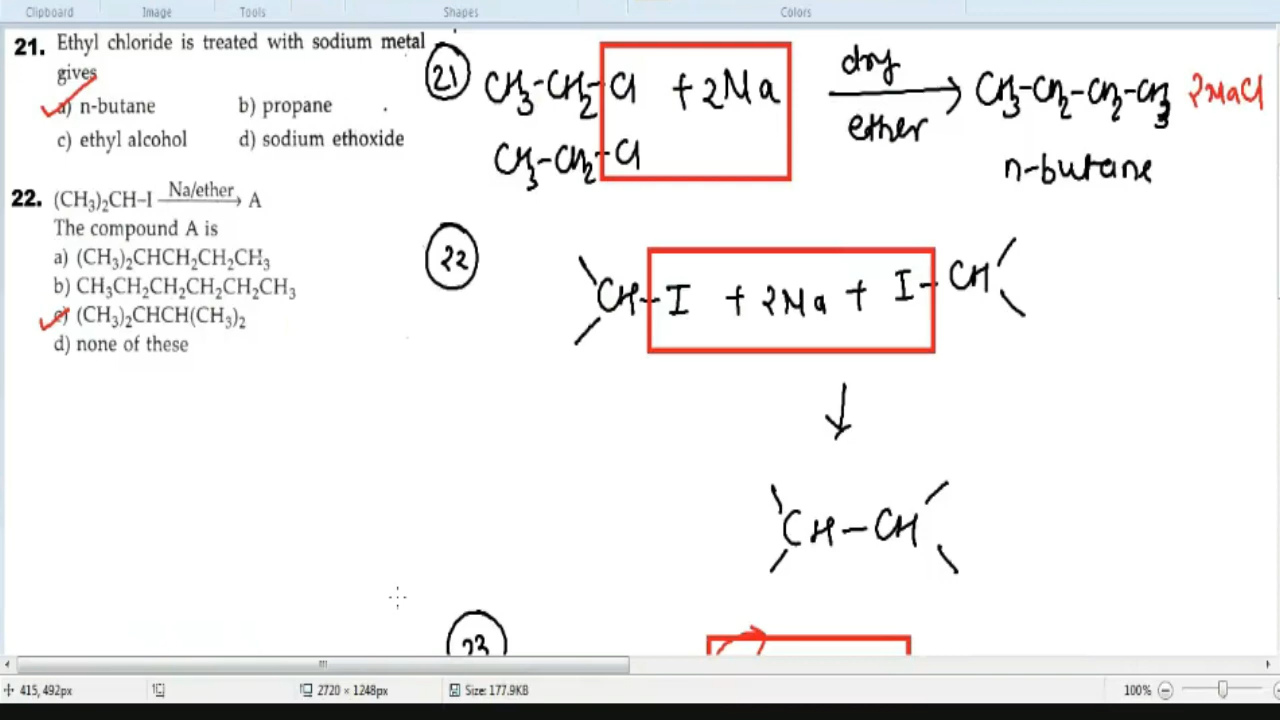 Clipboard Image Tools Shapes Colors
21. Ethyl chloride is treated with sodium metal
gives
a) n-butane b) propane
c) ethyl alcohol d) sodium ethoxide
22. (CH₃)₂CH–I Na/ether → A
The compound A is
a) (CH₃)₂CHCH₂CH₂CH₃
b) CH₃CH₂CH₂CH₂CH₂CH₃
c) (CH₃)₂CHCH(CH₃)₂
d) none of these
21 CH₃-CH₂-Cl + 2Na dry → CH₃-CH₂-CH₂-CH₃ 2NaCl
ether
CH₃-CH₂-Cl
n-butane
22
CH-I + 2Na + I-CH
↓
CH-CH
23
415, 492px 2720 × 1248px Size: 177.9KB 100%